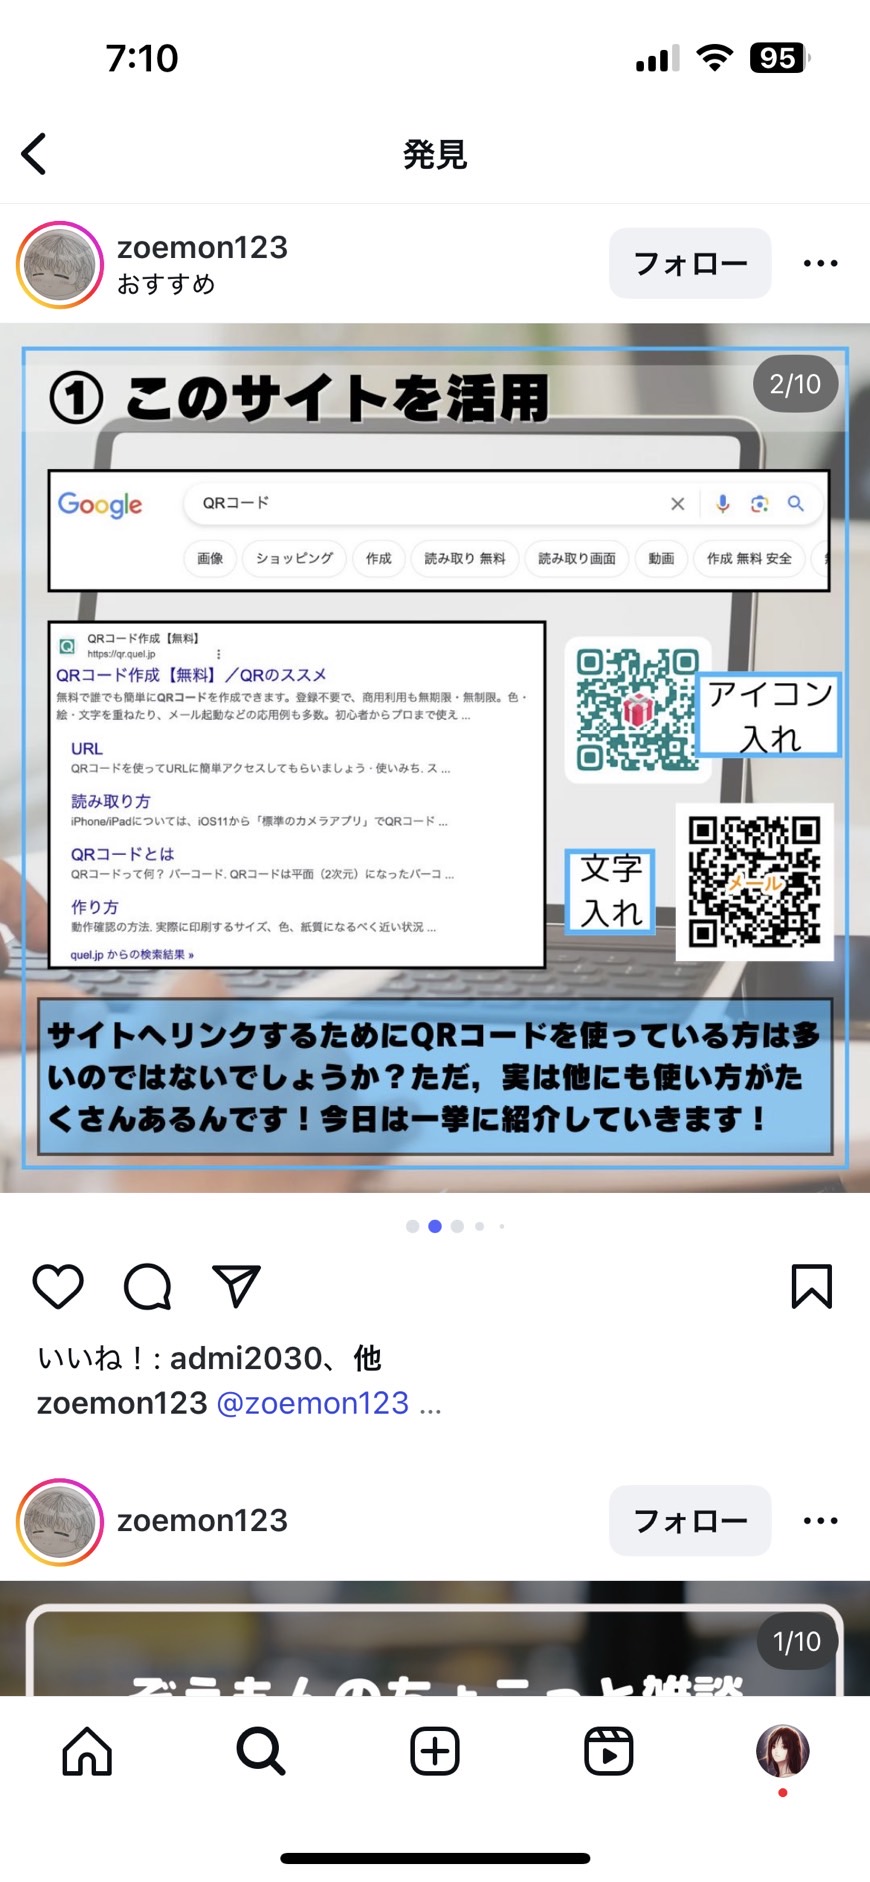 7:10
95
発見
zoemon123
おすすめ
フォロー
2/10
① このサイトを活用
Google
QRコード
画像
ショッピング
作成
読み取り 無料
読み取り画面
動画
作成 無料 安全
QRコード作成【無料】
https://qr.quel.jp
QRコード作成【無料】／QRのススメ
無料で誰でも簡単にQRコードを作成できます。登録不要で、商用利用も無期限・無制限。色・
絵・文字を重ねたり、メール起動などの応用例も多数。初心者からプロまで使え ...
URL
QRコードを使ってURLに簡単アクセスしてもらいましょう · 使いみち. ス ...
読み取り方
iPhone/iPadについては、iOS11から「標準のカメラアプリ」でQRコード ...
QRコードとは
QRコードって何？ バーコード. QRコードは平面（2次元）になったバーコ ...
作り方
動作確認の方法. 実際に印刷するサイズ、色、紙質になるべく近い状況 ...
quel.jp からの検索結果 »
アイコン
入れ
文字
入れ
メール
サイトへリンクするためにQRコードを使っている方は多
いのではないでしょうか？ただ，実は他にも使い方がた
くさんあるんです！今日は一挙に紹介していきます！
いいね！: admi2030、他
zoemon123 @zoemon123 ...
zoemon123
フォロー
1/10
ぞえもんのちょこっと雑談